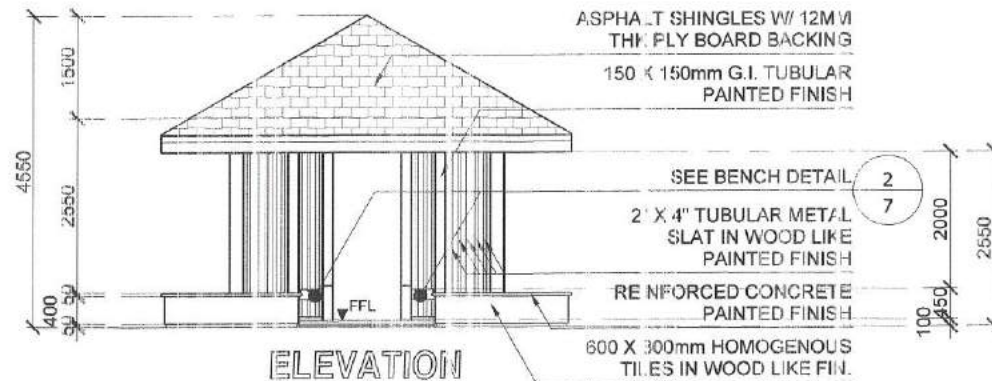 ASPHALT SHINGLES W/ 12MM
THK PLY BOARD BACKING
150 X 150mm G.I. TUBULAR
PAINTED FINISH
SEE BENCH DETAIL
2
7
2" X 4" TUBULAR METAL
SLAT IN WOOD LIKE
PAINTED FINISH
REINFORCED CONCRETE
PAINTED FINISH
600 X 300mm HOMOGENOUS
TILES IN WOOD LIKE FIN.
4550
2550
400
50
FFL
2000
2550
450
100
ELEVATION